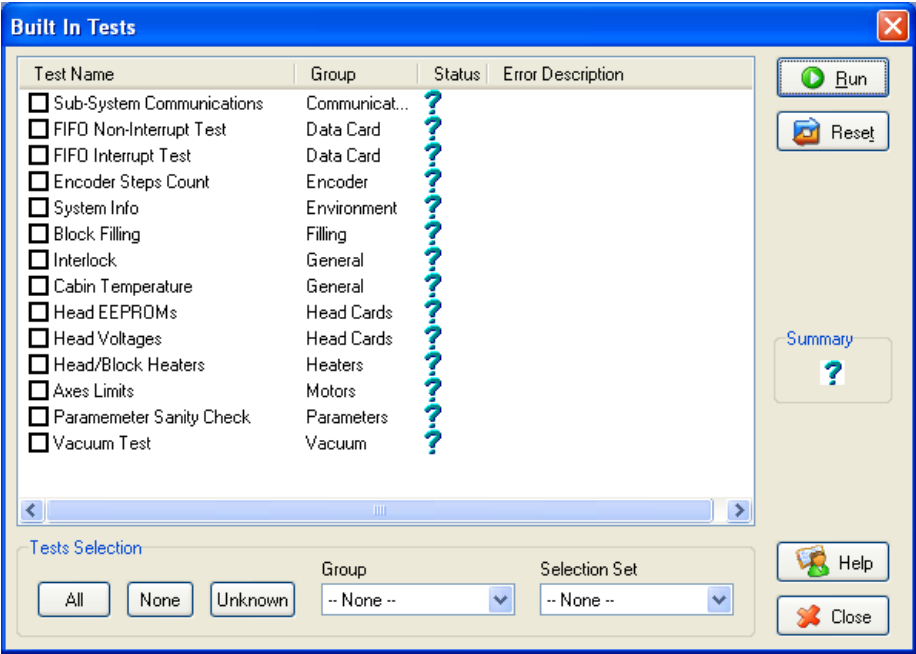 Built In Tests
Test Name Group Status Error Description
Sub-System Communications Communicat... ?
FIFO Non-Interrupt Test Data Card ?
FIFO Interrupt Test Data Card ?
Encoder Steps Count Encoder ?
System Info Environment ?
Block Filling Filling ?
Interlock General ?
Cabin Temperature General ?
Head EEPROMs Head Cards ?
Head Voltages Head Cards ?
Head/Block Heaters Heaters ?
Axes Limits Motors ?
Paramemeter Sanity Check Parameters ?
Vacuum Test Vacuum ?
Run
Reset
Summary
?
Tests Selection
Group Selection Set
All None Unknown -- None -- -- None --
Help
Close